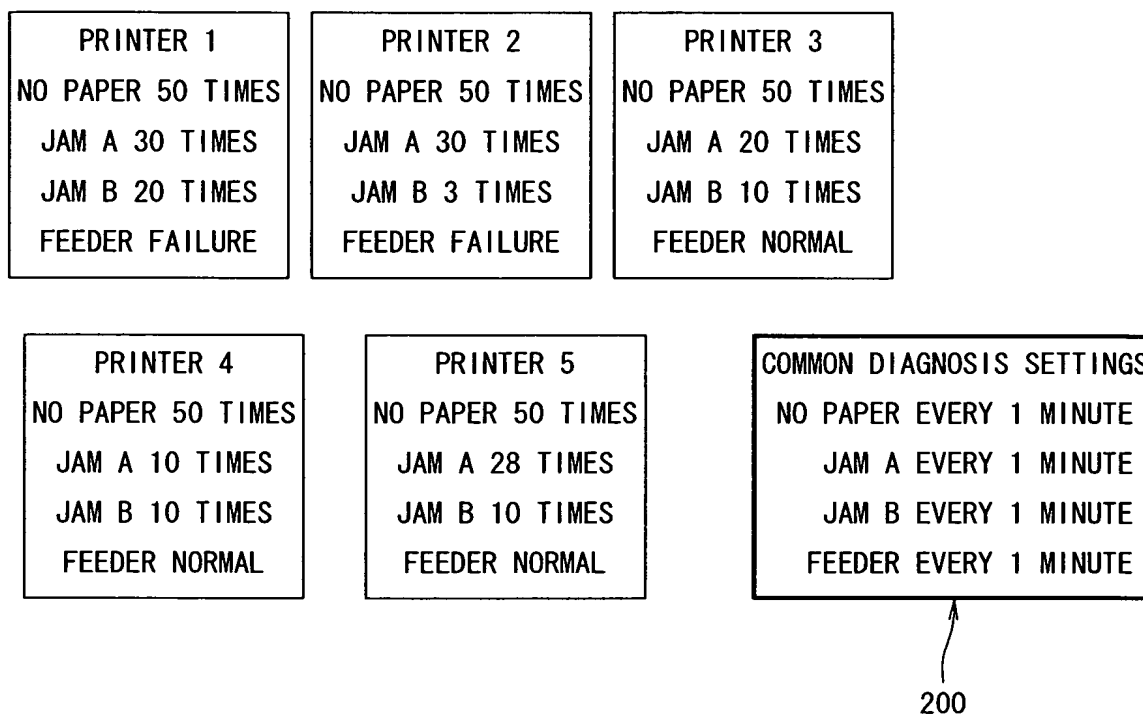 PRINTER 1
NO PAPER 50 TIMES
JAM A 30 TIMES
JAM B 20 TIMES
FEEDER FAILURE
PRINTER 2
NO PAPER 50 TIMES
JAM A 30 TIMES
JAM B 3 TIMES
FEEDER FAILURE
PRINTER 3
NO PAPER 50 TIMES
JAM A 20 TIMES
JAM B 10 TIMES
FEEDER NORMAL
PRINTER 4
NO PAPER 50 TIMES
JAM A 10 TIMES
JAM B 10 TIMES
FEEDER NORMAL
PRINTER 5
NO PAPER 50 TIMES
JAM A 28 TIMES
JAM B 10 TIMES
FEEDER NORMAL
COMMON DIAGNOSIS SETTINGS
NO PAPER EVERY 1 MINUTE
JAM A EVERY 1 MINUTE
JAM B EVERY 1 MINUTE
FEEDER EVERY 1 MINUTE
200